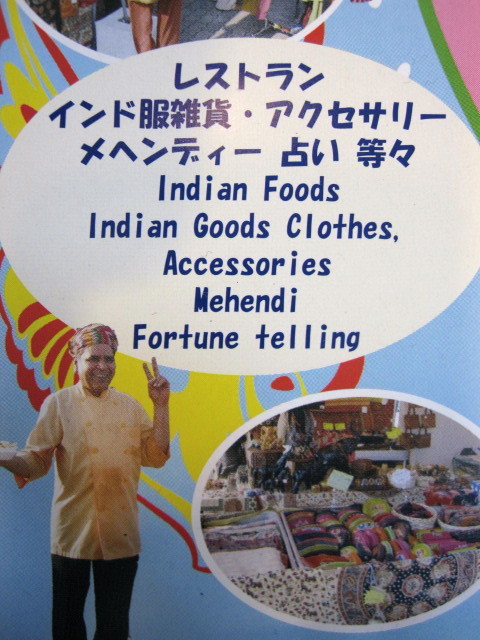 レストラン
インド服雑貨・アクセサリー
メヘンディー 占い 等々
Indian Foods
Indian Goods Clothes,
Accessories
Mehendi
Fortune telling